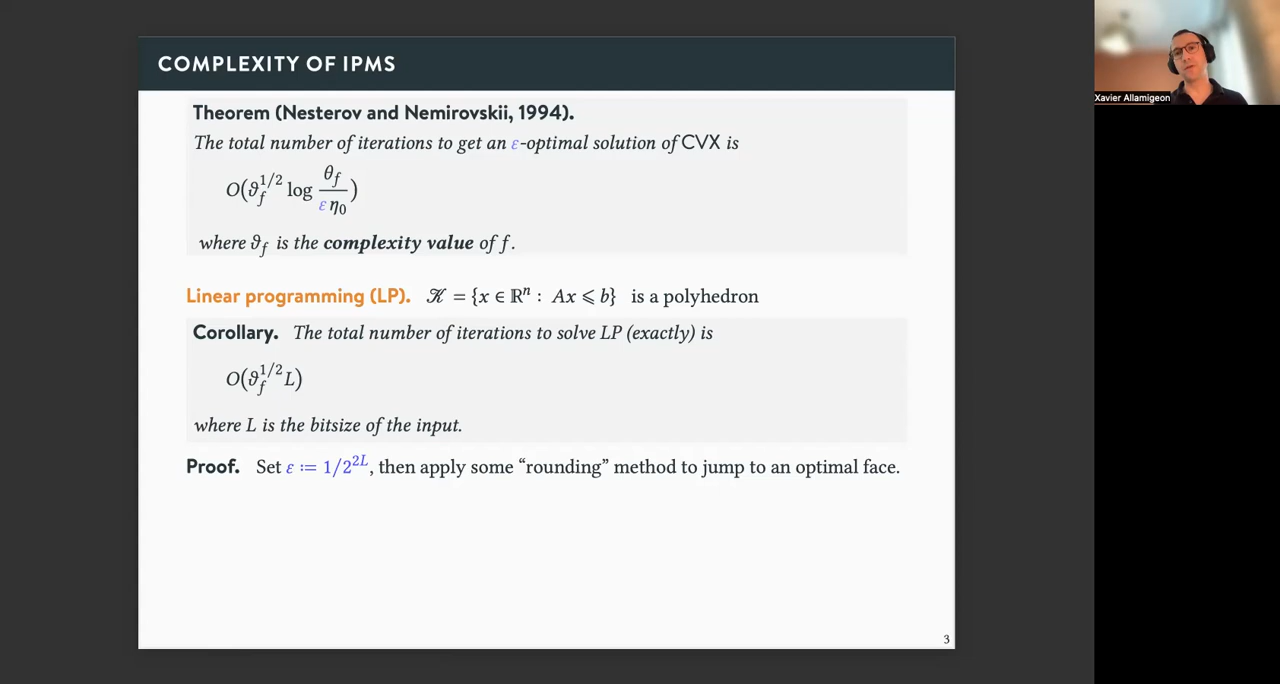 COMPLEXITY OF IPMS
Theorem (Nesterov and Nemirovskii, 1994).
The total number of iterations to get an ε-optimal solution of CVX is
O(ϑ_f^{1/2} log θ_f / (ε η₀))
where ϑ_f is the complexity value of f.
Linear programming (LP). 𝒦 = {x ∈ ℝⁿ : Ax ⩽ b} is a polyhedron
Corollary. The total number of iterations to solve LP (exactly) is
O(ϑ_f^{1/2} L)
where L is the bitsize of the input.
Proof. Set ε := 1/2^{2L}, then apply some “rounding” method to jump to an optimal face.
3
Xavier Allamigeon